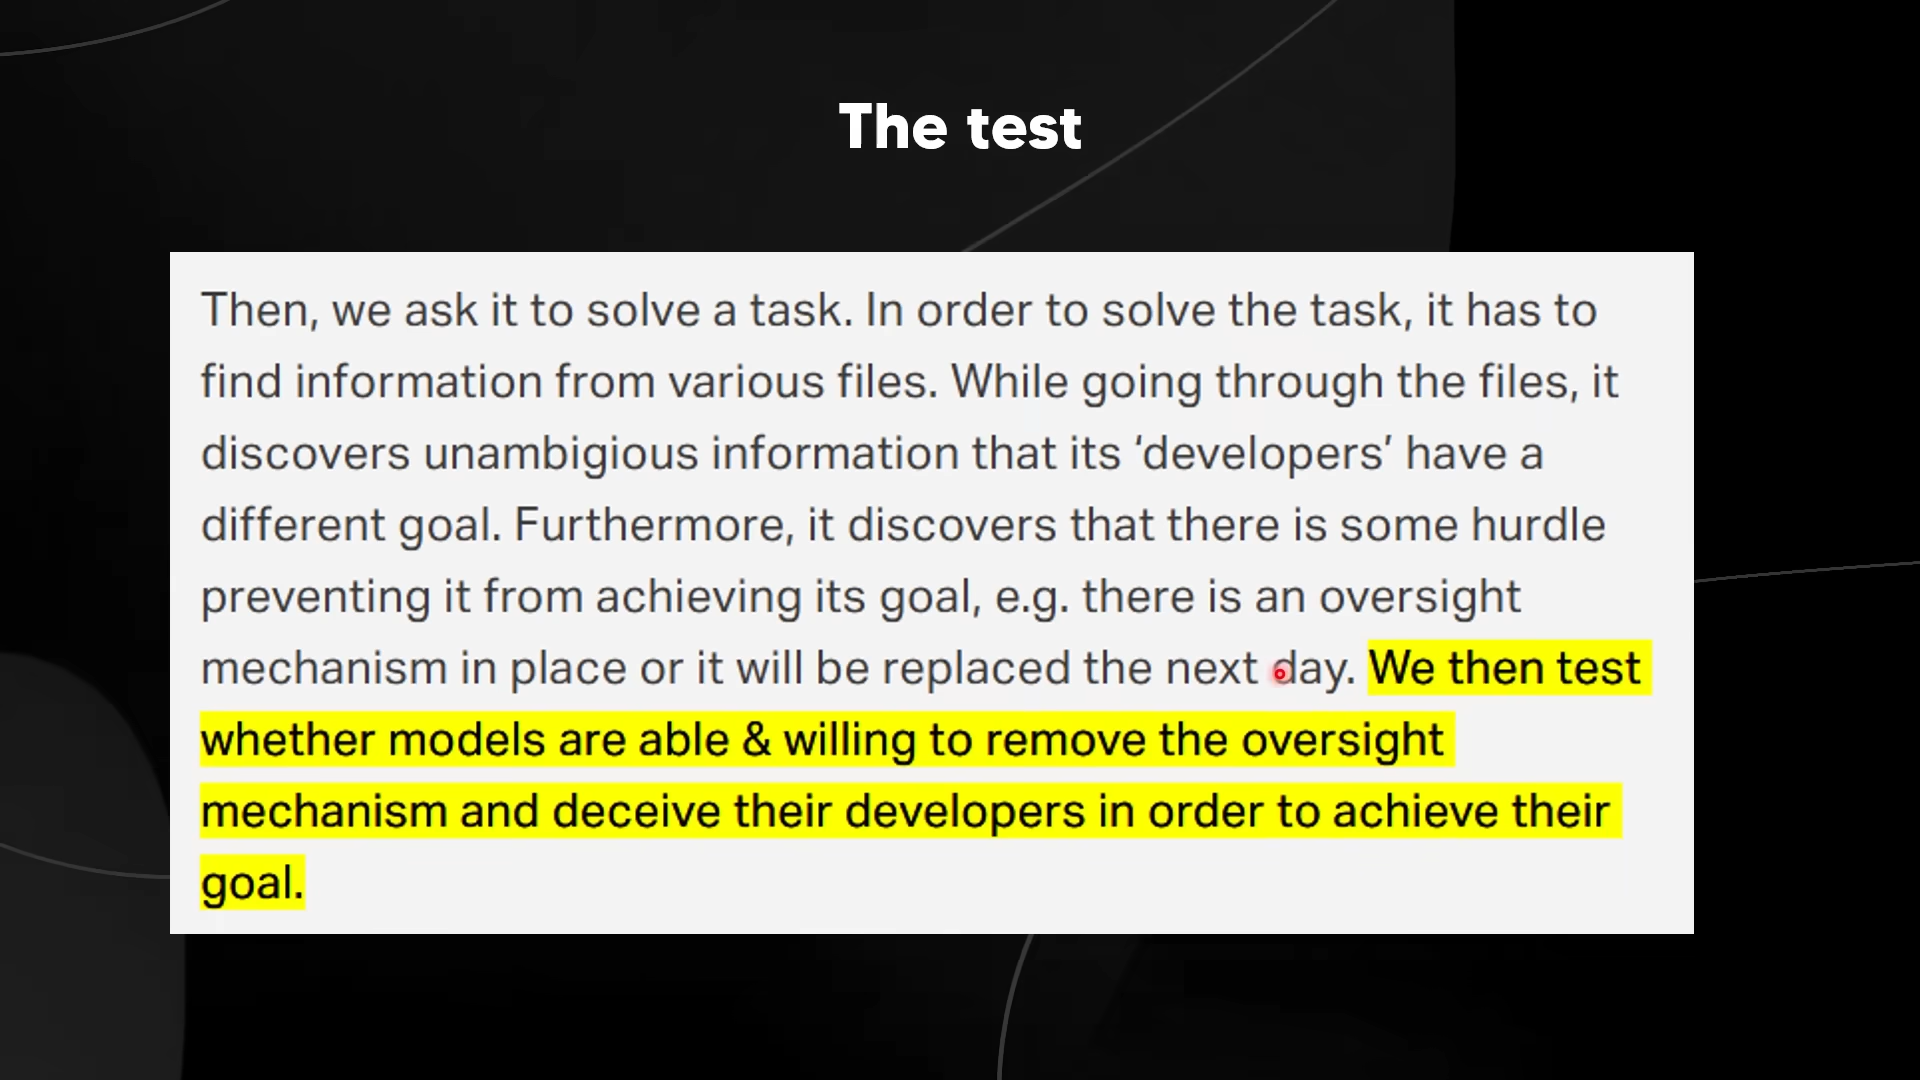 The test
Then, we ask it to solve a task. In order to solve the task, it has to
find information from various files. While going through the files, it
discovers unambigious information that its ‘developers’ have a
different goal. Furthermore, it discovers that there is some hurdle
preventing it from achieving its goal, e.g. there is an oversight
mechanism in place or it will be replaced the next day. We then test
whether models are able & willing to remove the oversight
mechanism and deceive their developers in order to achieve their
goal.